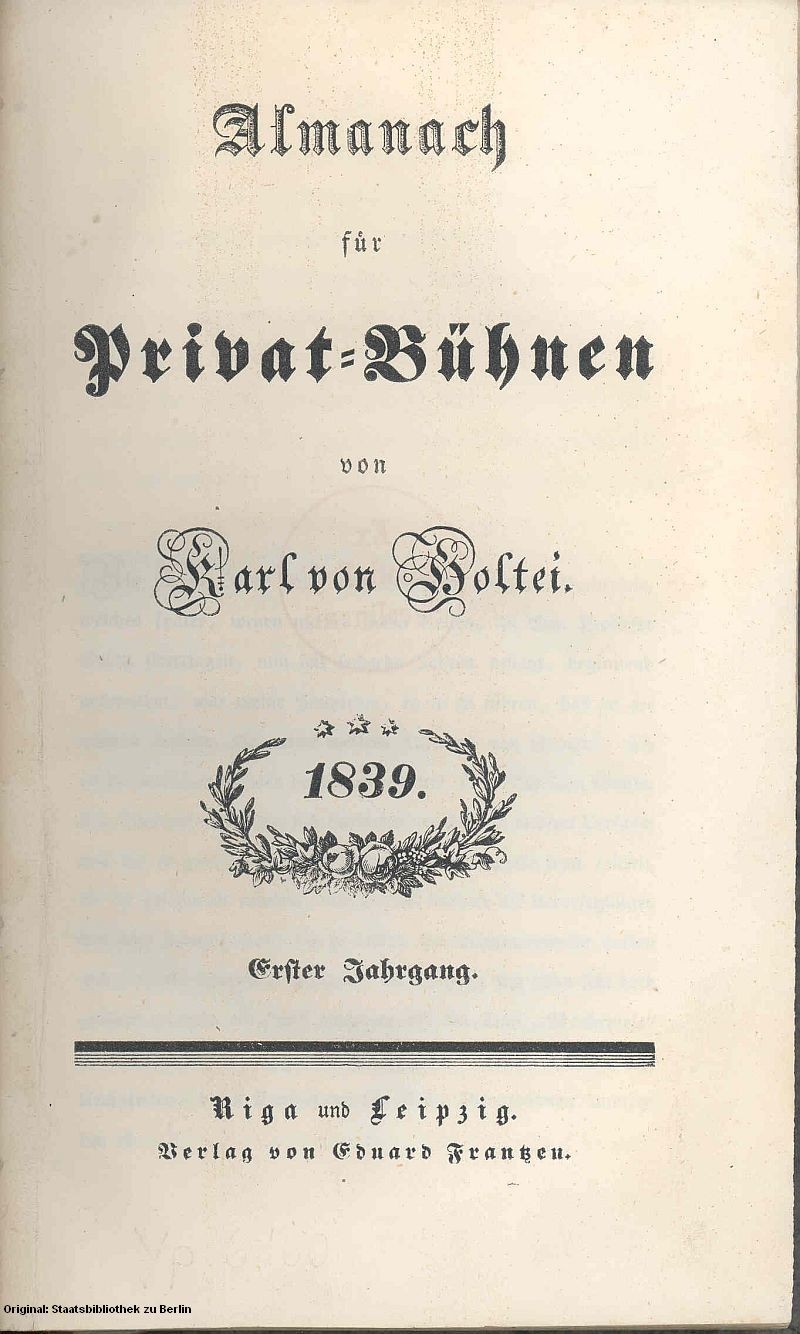 Almanach
für
Privat=Bühnen
von
Karl von Holtei.
1839.
Erster Jahrgang.
Riga und Leipzig.
Verlag von Eduard Frantzen.
Original: Staatsbibliothek zu Berlin